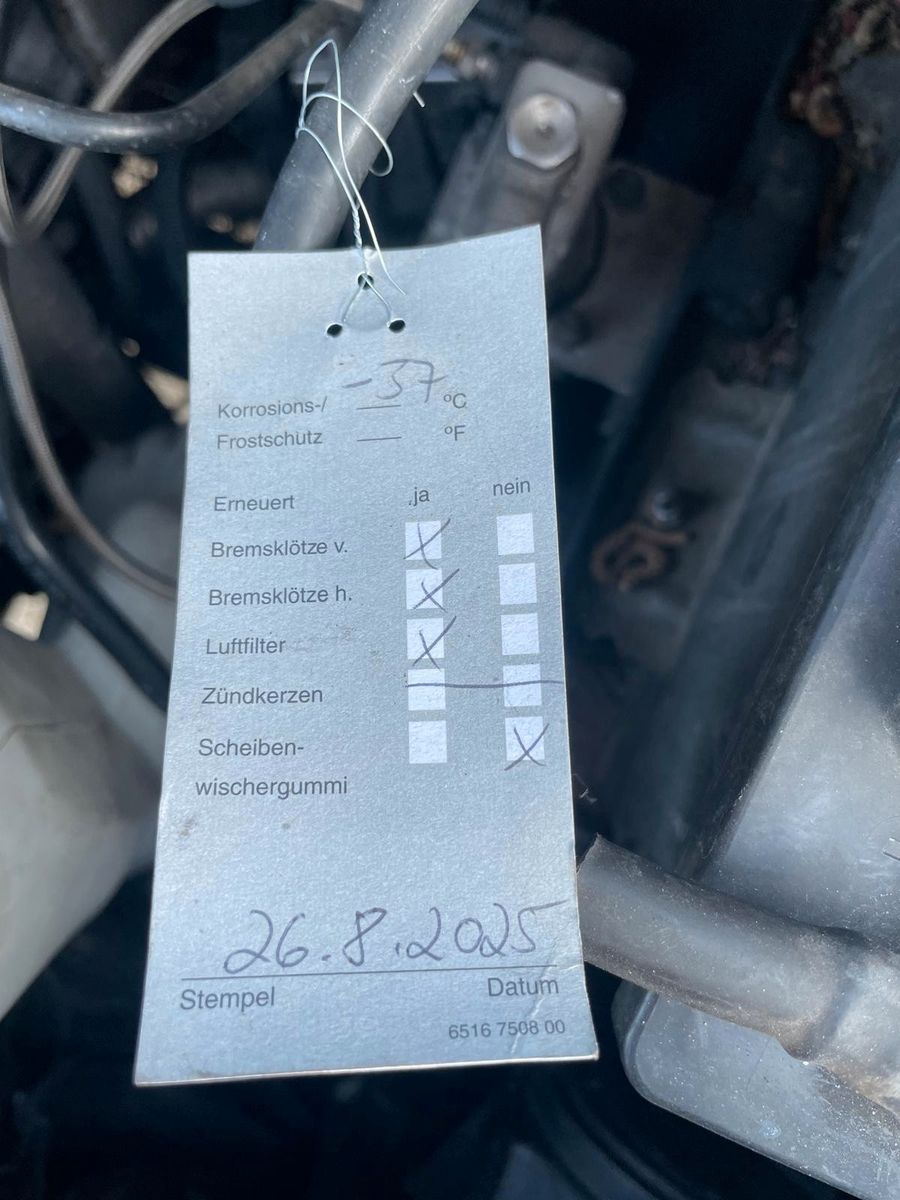 -37
Korrosions-/ °C
Frostschutz °F
Erneuert ja nein
Bremsklötze v. X
Bremsklötze h. X
Luftfilter X
Zündkerzen
Scheiben- X
wischergummi
26.8.2025
Stempel Datum
6516 7508 00